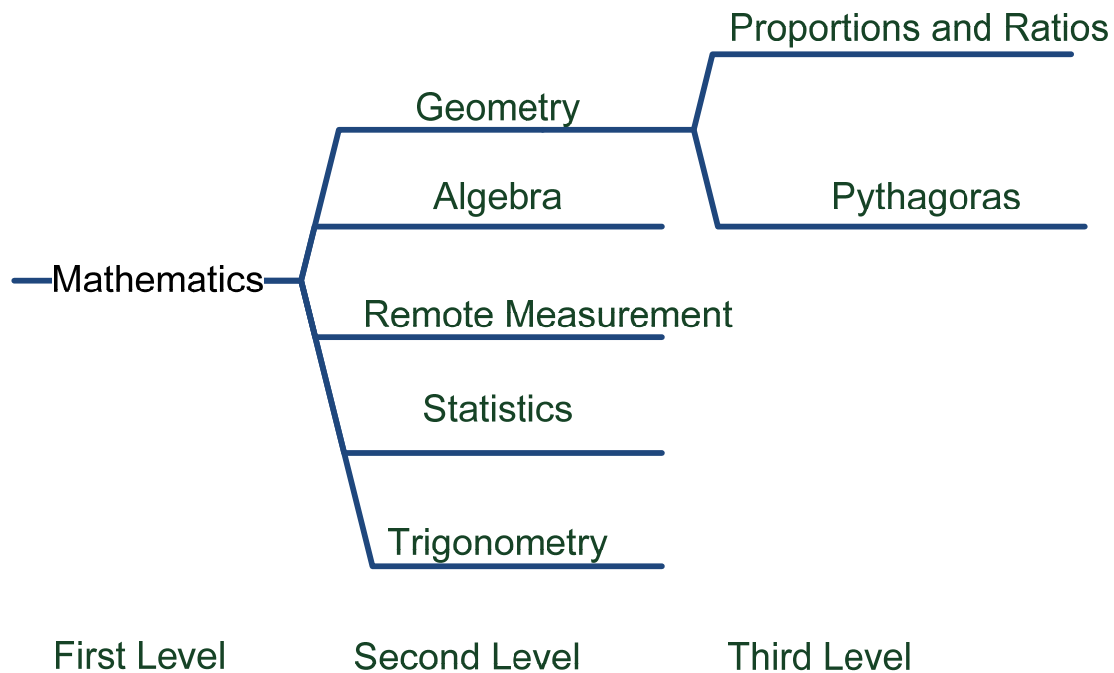 Proportions and Ratios
Geometry
Algebra
Pythagoras
Mathematics
Remote Measurement
Statistics
Trigonometry
First Level
Second Level
Third Level